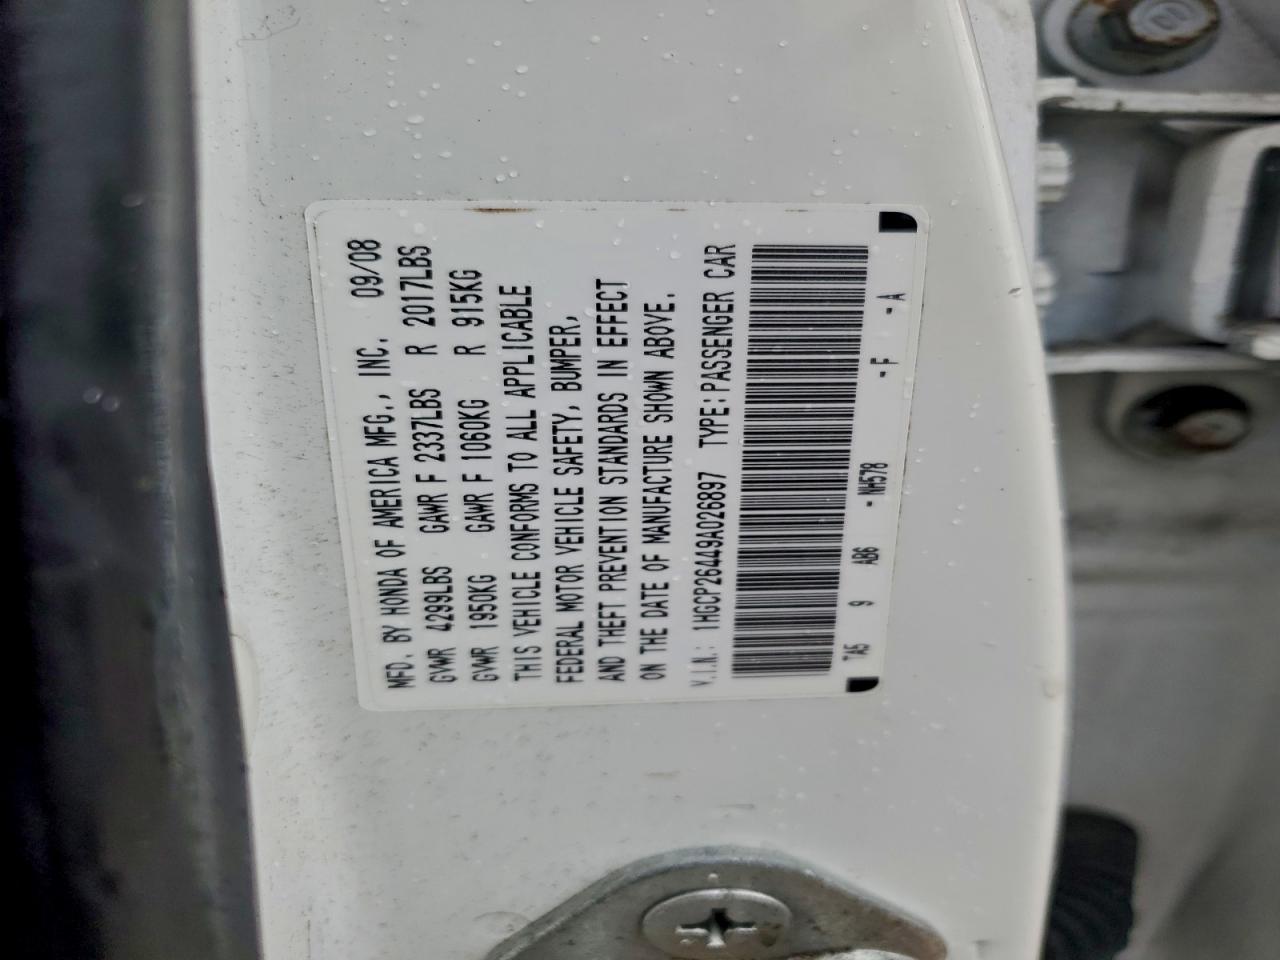 MFD. BY HONDA OF AMERICA MFG., INC. 09/08
GVWR 4299LBS GAWR F 2337LBS R 2017LBS
GVWR 1950KG GAWR F 1060KG R 915KG
THIS VEHICLE CONFORMS TO ALL APPLICABLE
FEDERAL MOTOR VEHICLE SAFETY, BUMPER,
AND THEFT PREVENTION STANDARDS IN EFFECT
ON THE DATE OF MANUFACTURE SHOWN ABOVE.
V.I.N.: 1HGCP26449A026897 TYPE:PASSENGER CAR
TA5 9 AB6 -NH578 -F -A